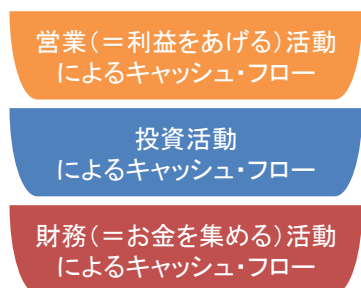 営業(＝利益をあげる)活動
によるキャッシュ・フロー
投資活動
によるキャッシュ・フロー
財務(＝お金を集める)活動
によるキャッシュ・フロー